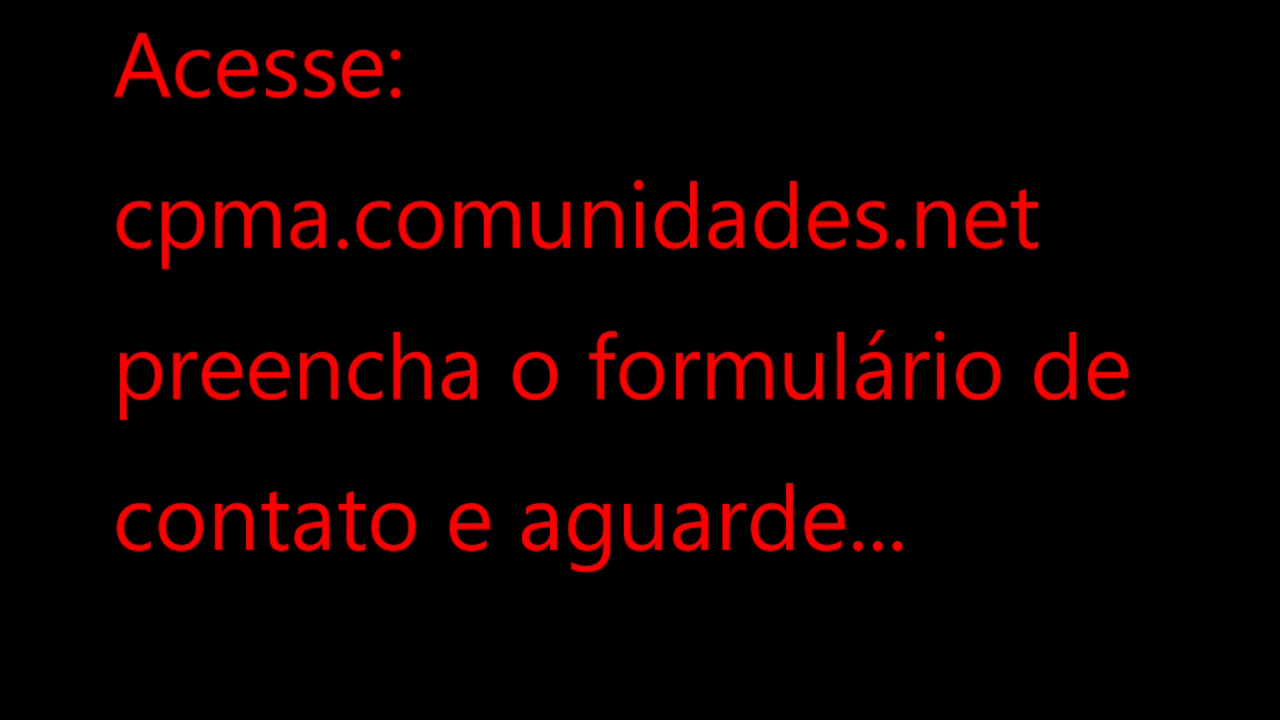 Acesse:
cpma.comunidades.net
preencha o formulário de
contato e aguarde...